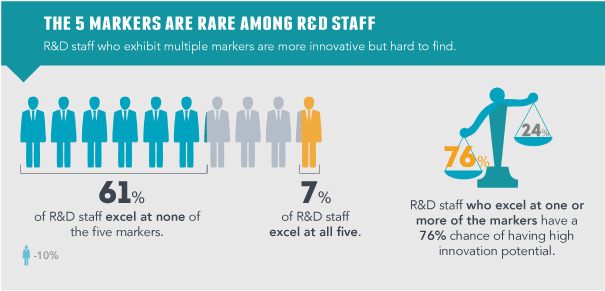 THE 5 MARKERS ARE RARE AMONG R&D STAFF
R&D staff who exhibit multiple markers are more innovative but hard to find.
61%
of R&D staff excel at none of
the five markers.
-10%
7%
of R&D staff
excel at all five.
76%
24%
R&D staff who excel at one or
more of the markers have a
76% chance of having high
innovation potential.